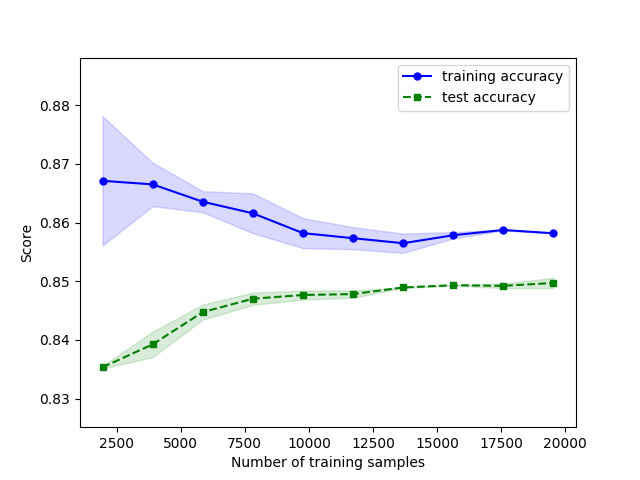 training accuracy
test accuracy
0.88
0.87
0.86
0.85
0.84
0.83
Score
2500 5000 7500 10000 12500 15000 17500 20000
Number of training samples